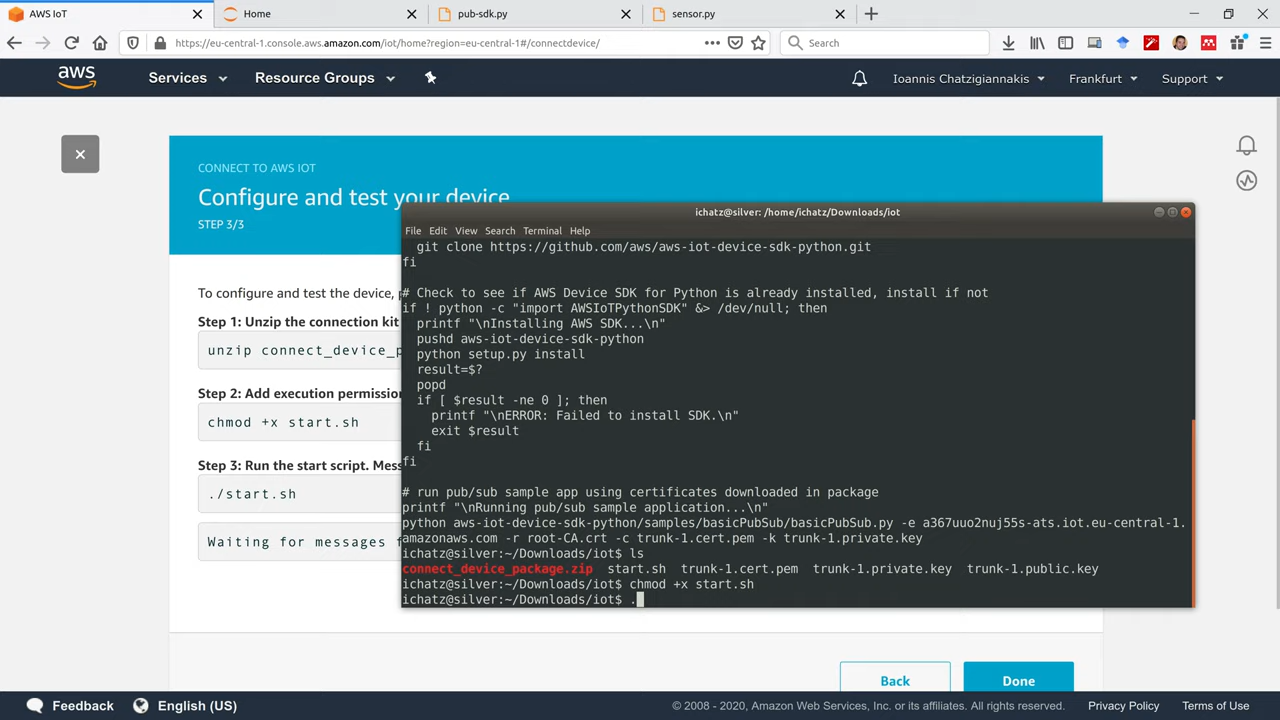 AWS IoT
Home
pub-sdk.py
sensor.py
https://eu-central-1.console.aws.amazon.com/iot/home?region=eu-central-1#/connectdevice/
Search
aws
Services
Resource Groups
Ioannis Chatzigiannakis
Frankfurt
Support
CONNECT TO AWS IOT
Configure and test your device
STEP 3/3
To configure and test the device,
Step 1: Unzip the connection kit
unzip connect_device_p
Step 2: Add execution permission
chmod +x start.sh
Step 3: Run the start script. Mess
./start.sh
Waiting for messages f
ichatz@silver: /home/ichatz/Downloads/iot
File Edit View Search Terminal Help
git clone https://github.com/aws/aws-iot-device-sdk-python.git
fi
# Check to see if AWS Device SDK for Python is already installed, install if not
if ! python -c "import AWSIoTPythonSDK" &> /dev/null; then
printf "\nInstalling AWS SDK...\n"
pushd aws-iot-device-sdk-python
python setup.py install
result=$?
popd
if [ $result -ne 0 ]; then
printf "\nERROR: Failed to install SDK.\n"
exit $result
fi
fi
# run pub/sub sample app using certificates downloaded in package
printf "\nRunning pub/sub sample application...\n"
python aws-iot-device-sdk-python/samples/basicPubSub/basicPubSub.py -e a367uuo2nuj55s-ats.iot.eu-central-1.
amazonaws.com -r root-CA.crt -c trunk-1.cert.pem -k trunk-1.private.key
ichatz@silver:~/Downloads/iot$ ls
connect_device_package.zip start.sh trunk-1.cert.pem trunk-1.private.key trunk-1.public.key
ichatz@silver:~/Downloads/iot$ chmod +x start.sh
ichatz@silver:~/Downloads/iot$ .
Back
Done
Feedback
English (US)
© 2008 - 2020, Amazon Web Services, Inc. or its affiliates. All rights reserved.
Privacy Policy
Terms of Use